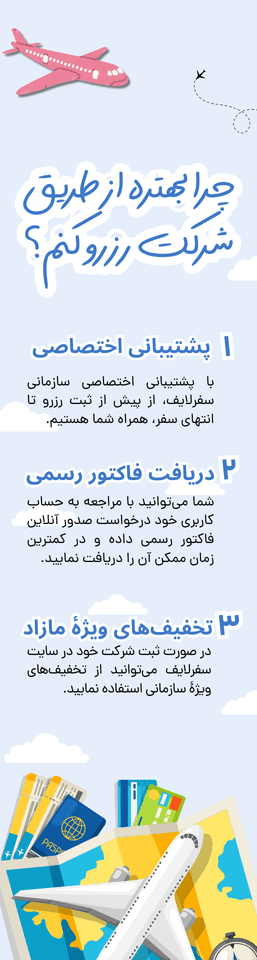 چرا بهتره از طریق
شرکت رزرو کنم؟
۱ پشتیبانی اختصاصی
با پشتیبانی اختصاصی سازمانی
سفرلایف، از پیش از ثبت رزرو تا
انتهای سفر، همراه شما هستیم.
۲ دریافت فاکتور رسمی
شما می‌توانید با مراجعه به حساب
کاربری خود درخواست صدور آنلاین
فاکتور رسمی داده و در کمترین
زمان ممکن آن را دریافت نمایید.
۳ تخفیف‌های ویژهٔ مازاد
در صورت ثبت شرکت خود در سایت
سفرلایف می‌توانید از تخفیف‌های
ویژهٔ سازمانی استفاده نمایید.